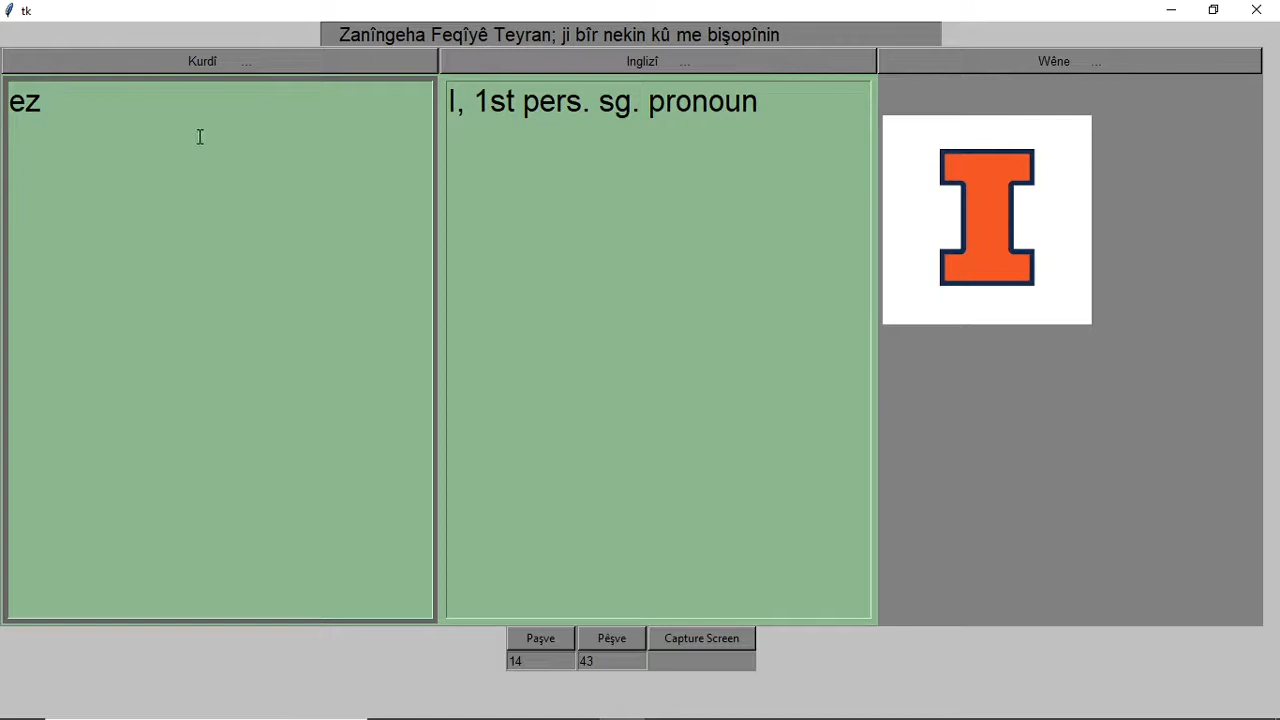 tk
Zanîngeha Feqîyê Teyran; ji bîr nekin kû me bişopînin
Kurdî ...
Inglizî ...
Wêne ...
ez
I, 1st pers. sg. pronoun
I
Paşve
Pêşve
Capture Screen
14
43